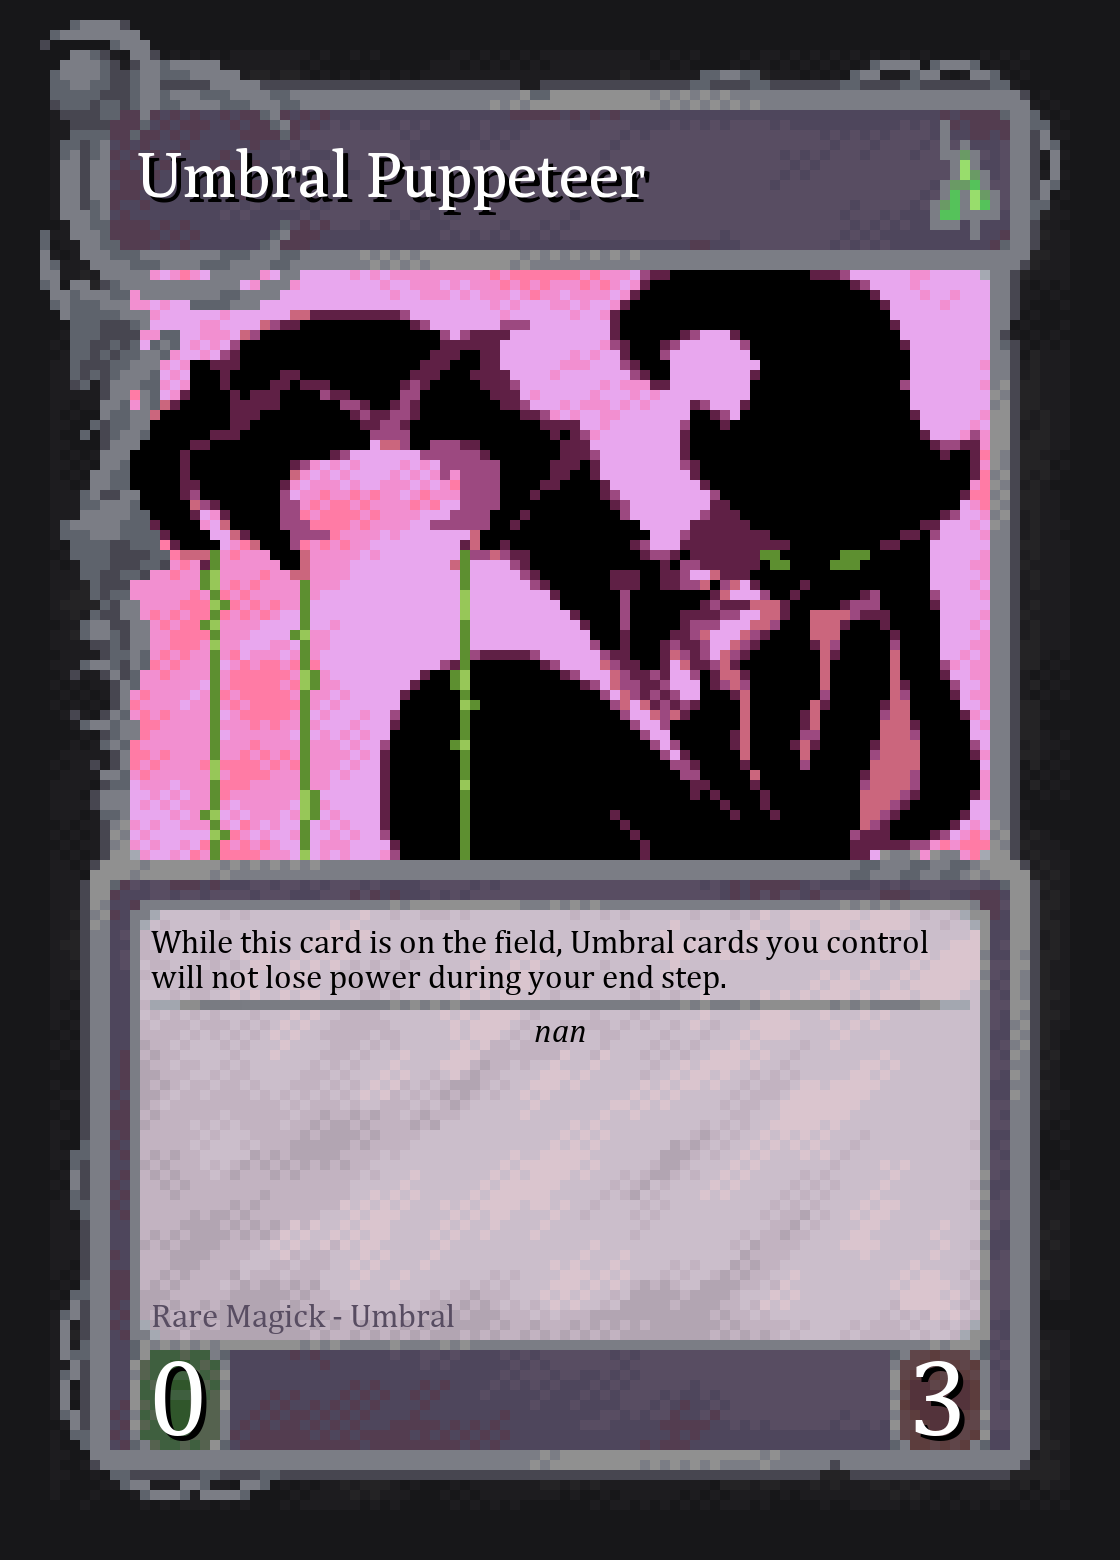 Umbral Puppeteer
While this card is on the field, Umbral cards you control
will not lose power during your end step.
nan
Rare Magick - Umbral
0
3